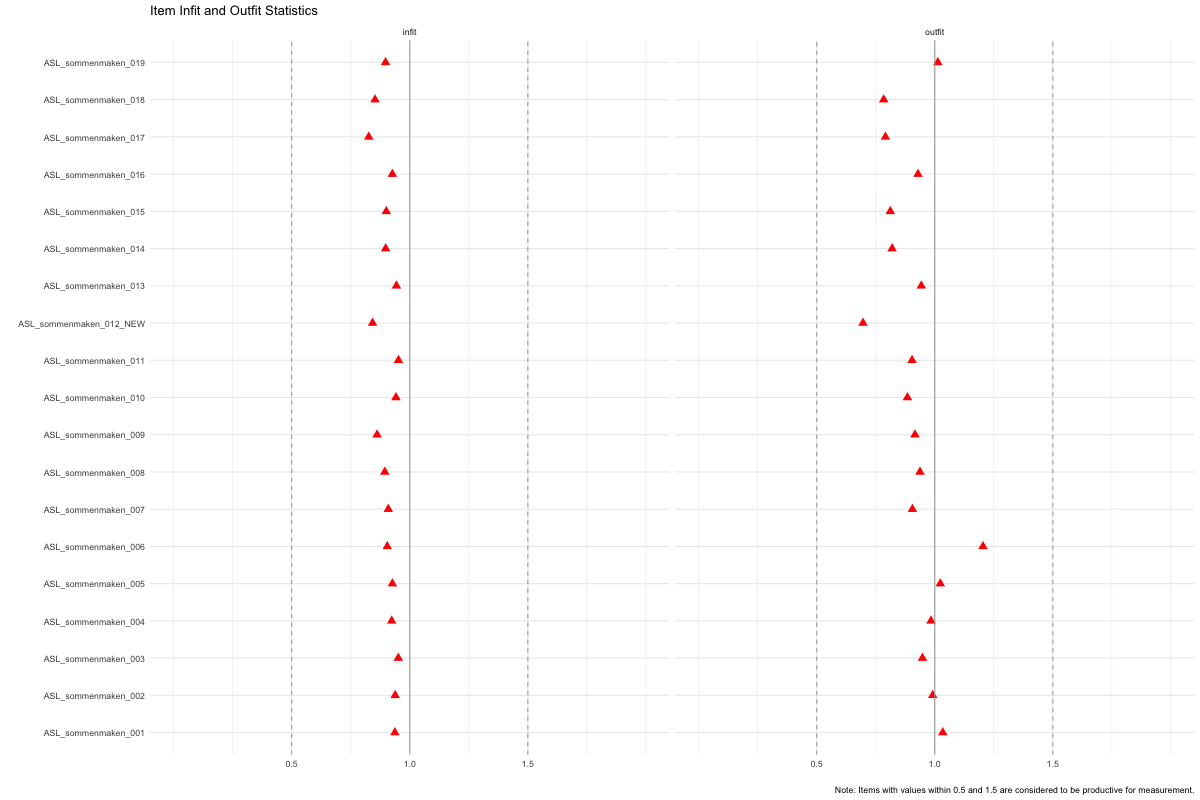 Item Infit and Outfit Statistics
infit
outfit
ASL_sommenmaken_019
ASL_sommenmaken_018
ASL_sommenmaken_017
ASL_sommenmaken_016
ASL_sommenmaken_015
ASL_sommenmaken_014
ASL_sommenmaken_013
ASL_sommenmaken_012_NEW
ASL_sommenmaken_011
ASL_sommenmaken_010
ASL_sommenmaken_009
ASL_sommenmaken_008
ASL_sommenmaken_007
ASL_sommenmaken_006
ASL_sommenmaken_005
ASL_sommenmaken_004
ASL_sommenmaken_003
ASL_sommenmaken_002
ASL_sommenmaken_001
0.5 1.0 1.5
0.5 1.0 1.5
Note: Items with values within 0.5 and 1.5 are considered to be productive for measurement.